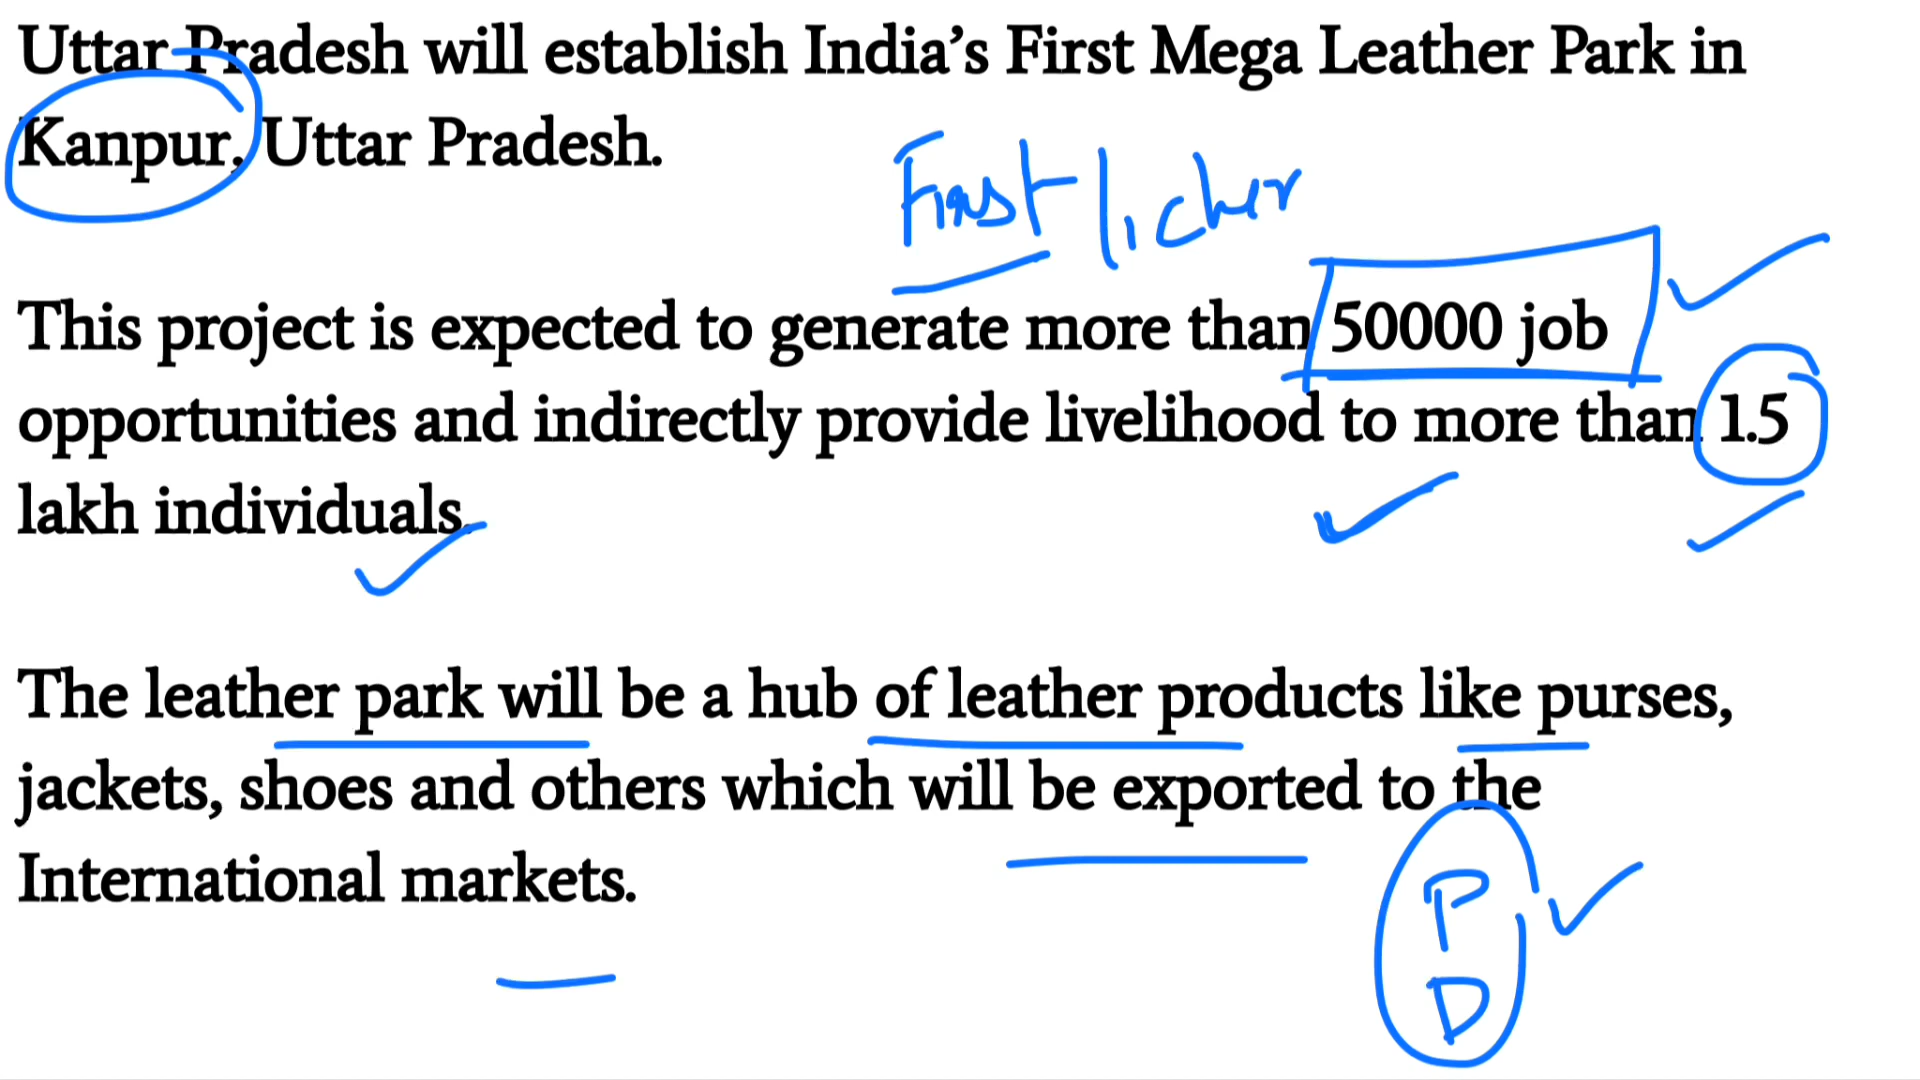 Uttar Pradesh will establish India’s First Mega Leather Park in
Kanpur, Uttar Pradesh.
First
This project is expected to generate more than 50000 job
opportunities and indirectly provide livelihood to more than 1.5
lakh individuals.
The leather park will be a hub of leather products like purses,
jackets, shoes and others which will be exported to the
International markets.
P
D